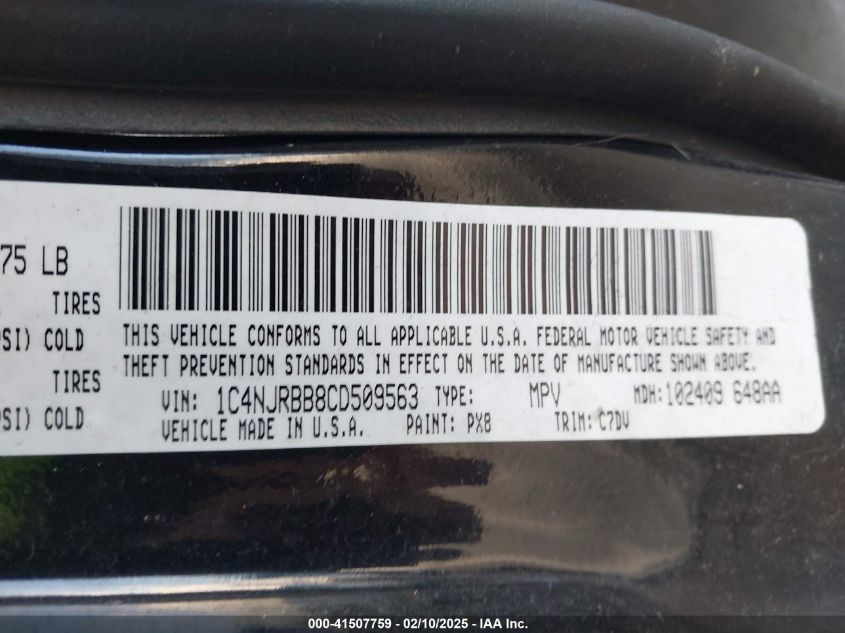 75 LB
TIRES
SI) COLD
TIRES
SI) COLD
THIS VEHICLE CONFORMS TO ALL APPLICABLE U.S.A. FEDERAL MOTOR VEHICLE SAFETY AND
THEFT PREVENTION STANDARDS IN EFFECT ON THE DATE OF MANUFACTURE SHOWN ABOVE.
VIN: 1C4NJRBB8CD509563 TYPE: MPV MDH:102409 648AA
VEHICLE MADE IN U.S.A. PAINT: PX8 TRIM: C7DV
000-41507759 - 02/10/2025 - IAA Inc.